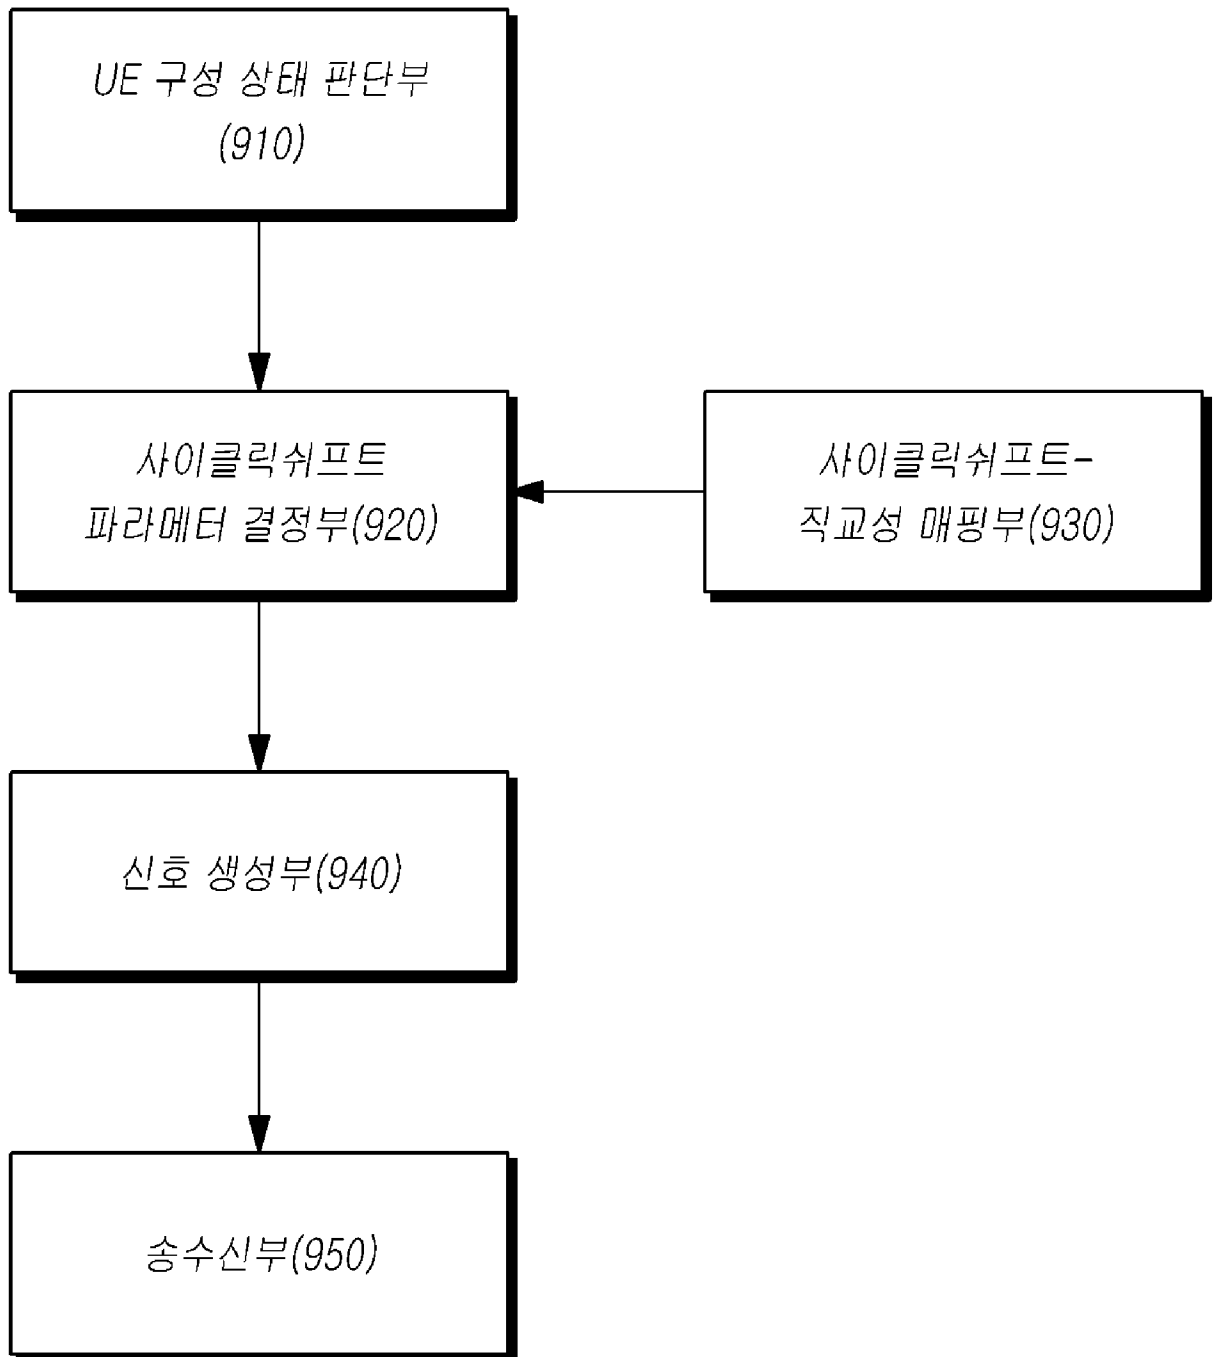 UE 구성 상태 판단부
(910)
사이클릭쉬프트
파라메터 결정부(920)
사이클릭쉬프트-
직교성 매핑부(930)
신호 생성부(940)
송수신부(950)